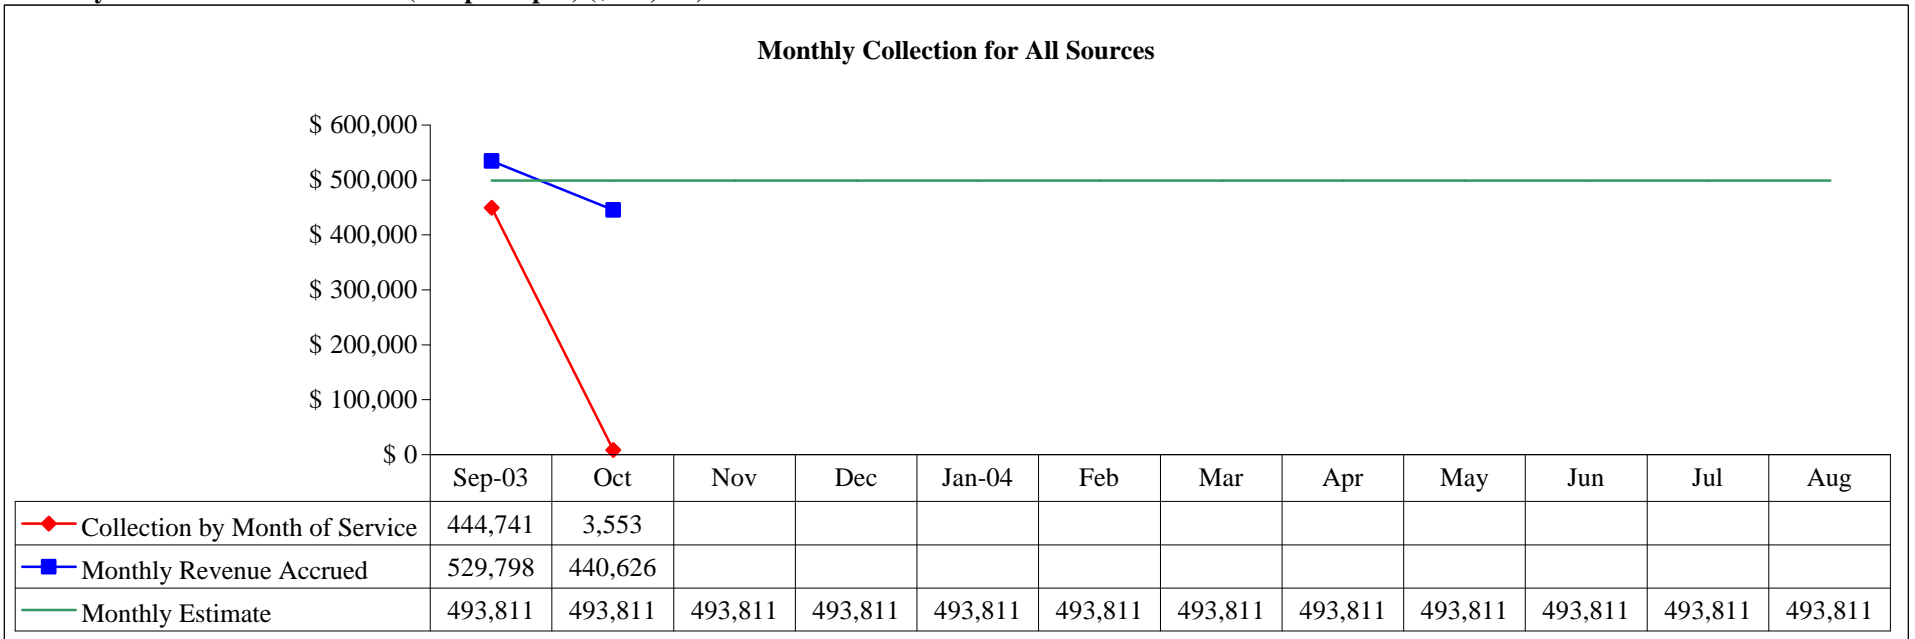 Monthly Collection for All Sources
$ 600,000
$ 500,000
$ 400,000
$ 300,000
$ 200,000
$ 100,000
$ 0
Sep-03 Oct Nov Dec Jan-04 Feb Mar Apr May Jun Jul Aug
Collection by Month of Service 444,741 3,553
Monthly Revenue Accrued 529,798 440,626
Monthly Estimate 493,811 493,811 493,811 493,811 493,811 493,811 493,811 493,811 493,811 493,811 493,811 493,811